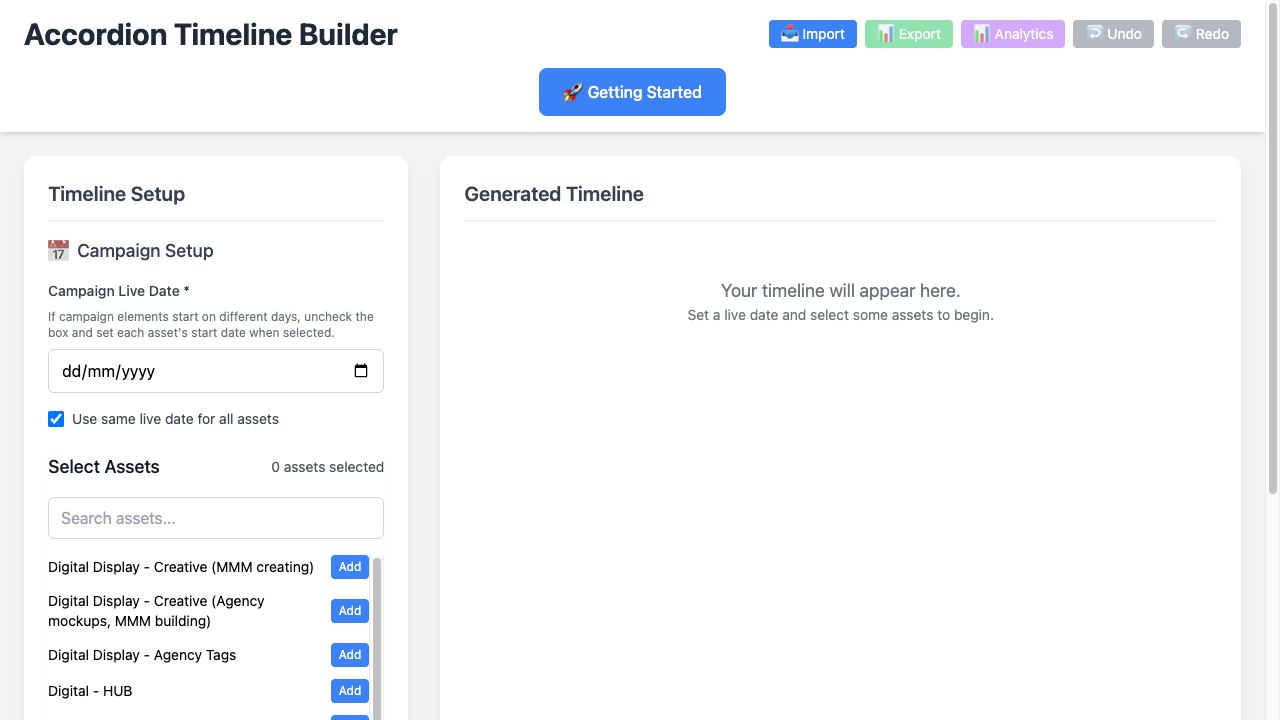 Accordion Timeline Builder
📥 Import
📊 Export
📊 Analytics
Undo
Redo
🚀 Getting Started
Timeline Setup
📅 Campaign Setup
Campaign Live Date *
If campaign elements start on different days, uncheck the
box and set each asset's start date when selected.
dd/mm/yyyy
Use same live date for all assets
Select Assets
0 assets selected
Search assets...
Digital Display - Creative (MMM creating)
Add
Digital Display - Creative (Agency
mockups, MMM building)
Add
Digital Display - Agency Tags
Add
Digital - HUB
Add
Generated Timeline
Your timeline will appear here.
Set a live date and select some assets to begin.